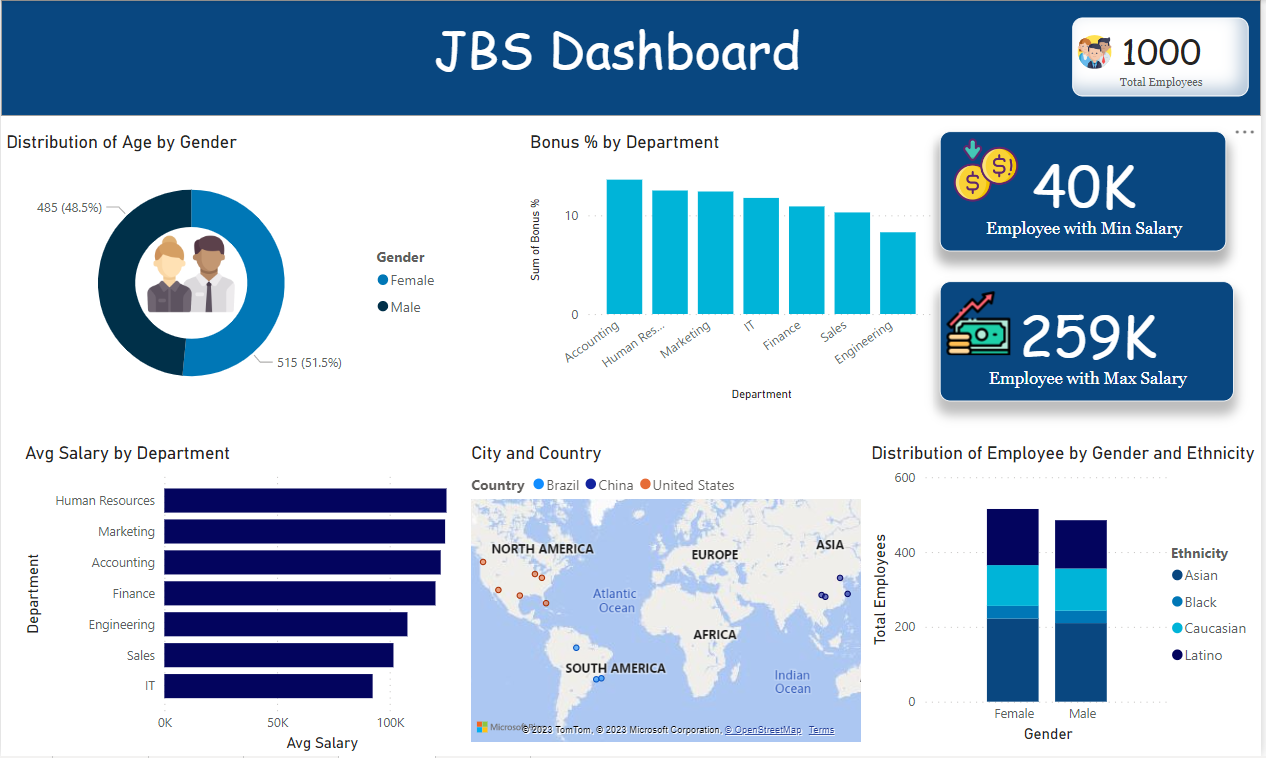 JBS Dashboard
1000
Total Employees
Distribution of Age by Gender
485 (48.5%)
515 (51.5%)
Gender
Female
Male
Bonus % by Department
Sum of Bonus %
10
0
Accounting
Human Res...
Marketing
IT
Finance
Sales
Engineering
Department
40K
Employee with Min Salary
259K
Employee with Max Salary
Avg Salary by Department
Department
Human Resources
Marketing
Accounting
Finance
Engineering
Sales
IT
0K
50K
100K
Avg Salary
City and Country
Country
Brazil
China
United States
NORTH AMERICA
EUROPE
ASIA
Atlantic
Ocean
AFRICA
SOUTH AMERICA
Indian
Ocean
Microsoft
© 2023 TomTom, © 2023 Microsoft Corporation, © OpenStreetMap Terms
Distribution of Employee by Gender and Ethnicity
Total Employees
600
400
200
0
Female
Male
Gender
Ethnicity
Asian
Black
Caucasian
Latino